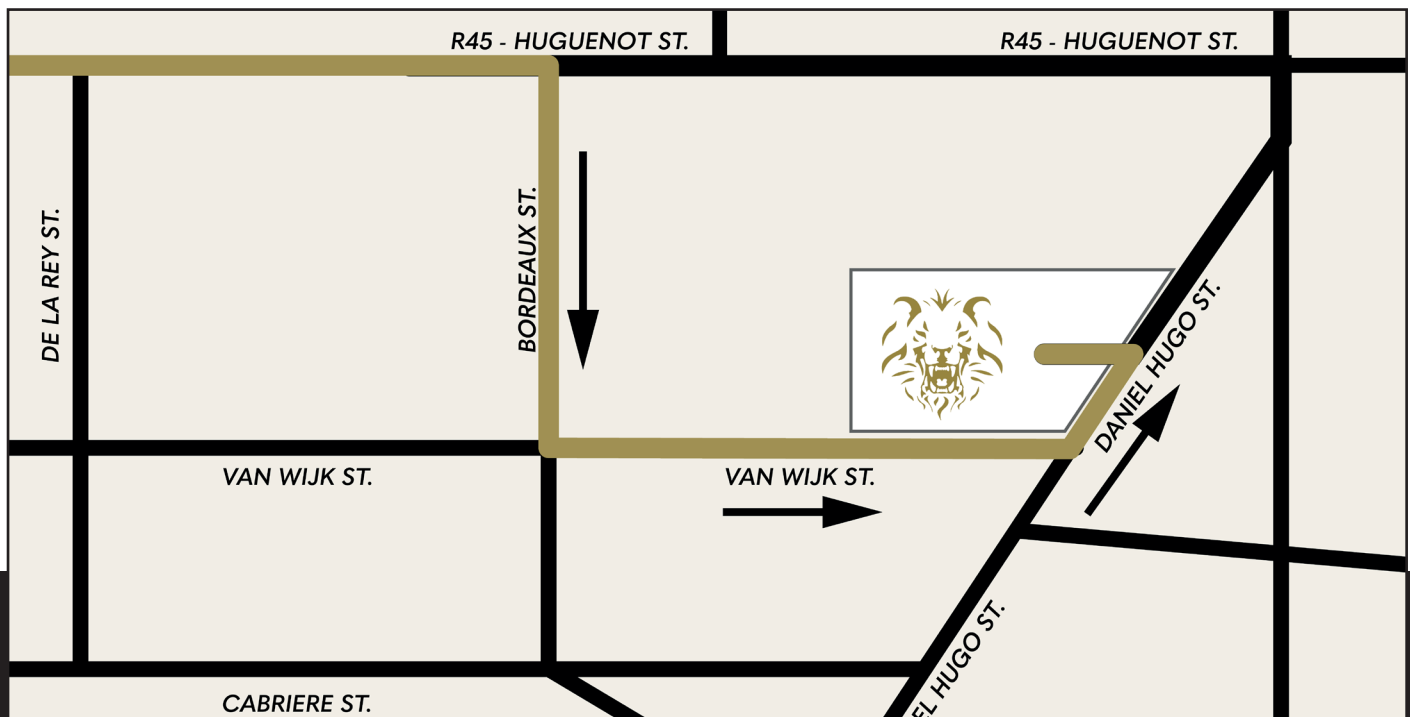 R45 - HUGUENOT ST.
R45 - HUGUENOT ST.
DE LA REY ST.
BORDEAUX ST.
DANIEL HUGO ST.
VAN WIJK ST.
VAN WIJK ST.
EL HUGO ST.
CABRIERE ST.